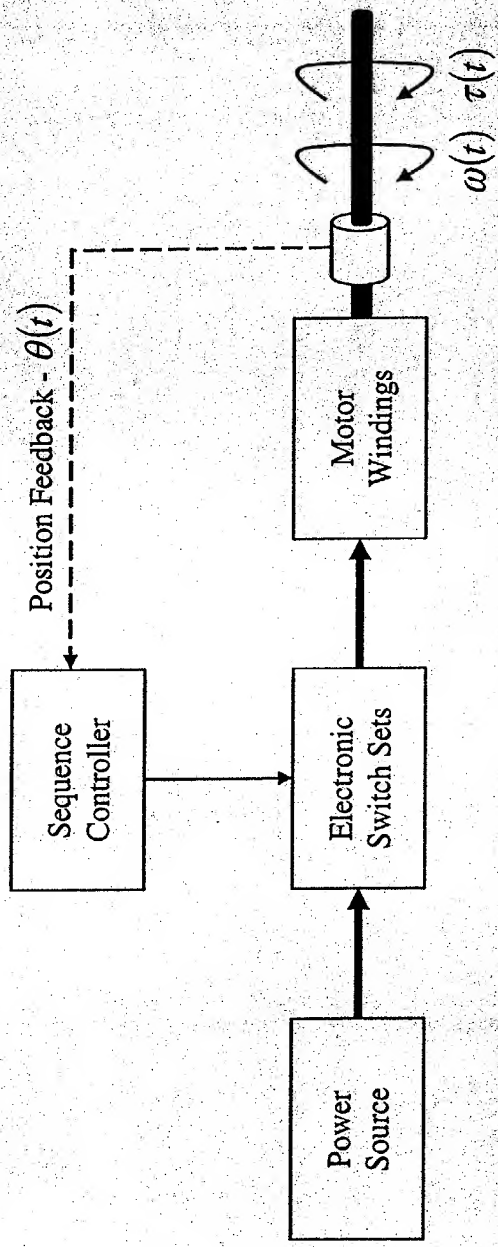 Position Feedback - θ(t)
Sequence
Controller
Power
Source
Electronic
Switch Sets
Motor
Windings
ω(t) τ(t)